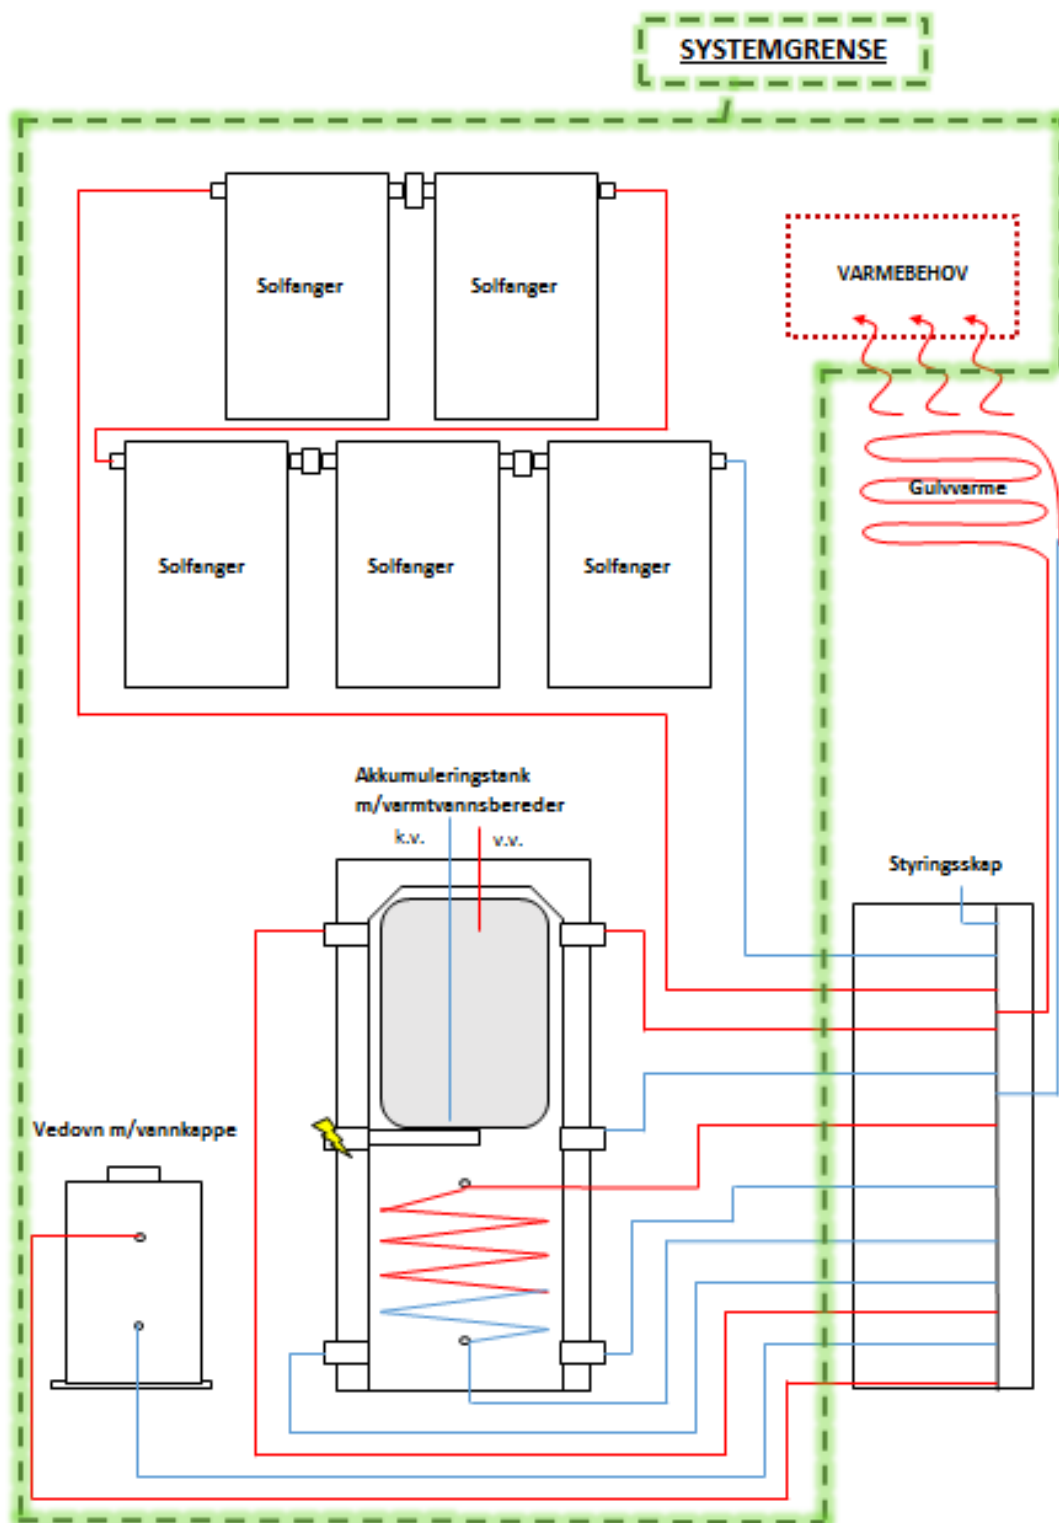 SYSTEMGRENSE
Solfanger
Solfanger
VARMEBEHOV
Gulvvarme
Solfanger
Solfanger
Solfanger
Akkumuleringstank
m/varmtvannsbereder
k.v.
v.v.
Styringsskap
Vedovn m/vannkappe